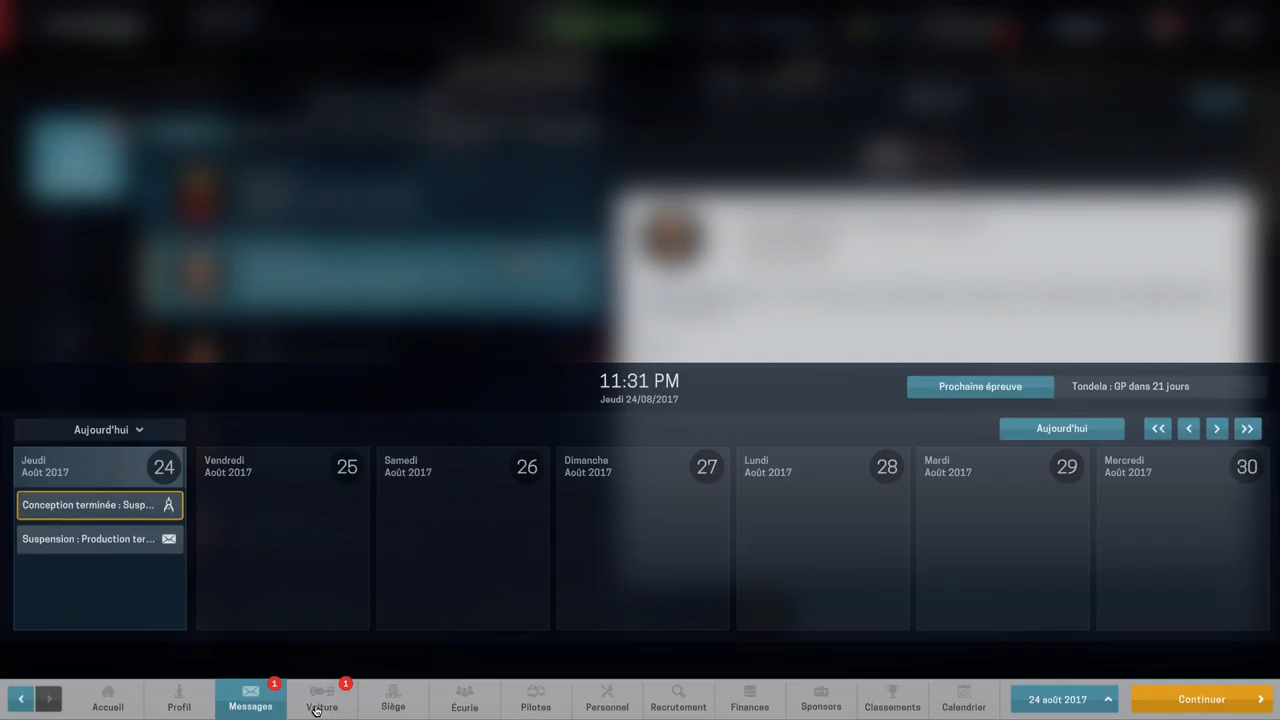 11:31 PM
Jeudi 24/08/2017
Prochaine épreuve
Tondela : GP dans 21 jours
Aujourd'hui
Aujourd'hui
Jeudi
Août 2017
24
Vendredi
Août 2017
25
Samedi
Août 2017
26
Dimanche
Août 2017
27
Lundi
Août 2017
28
Mardi
Août 2017
29
Mercredi
Août 2017
30
Conception terminée : Susp...
Suspension : Production ter...
1
1
Accueil
Profil
Messages
Voiture
Siège
Écurie
Pilotes
Personnel
Recrutement
Finances
Sponsors
Classements
Calendrier
24 août 2017
Continuer